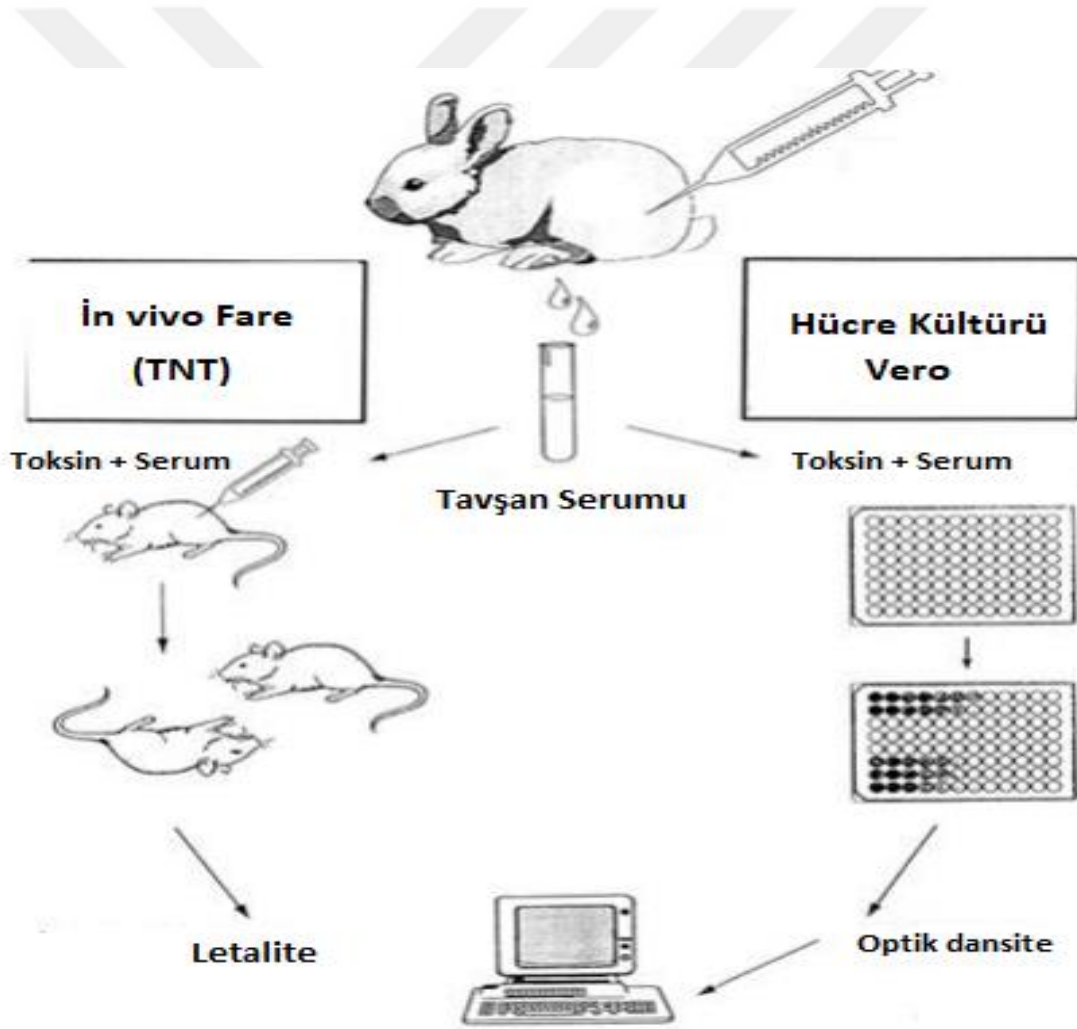 İn vivo Fare
(TNT)
Hücre Kültürü
Vero
Toksin + Serum
Tavşan Serumu
Toksin + Serum
Letalite
Optik dansite